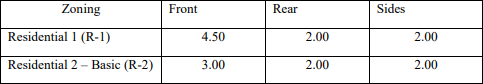 Zoning Front Rear Sides
Residential 1 (R-1) 4.50 2.00 2.00
Residential 2 – Basic (R-2) 3.00 2.00 2.00